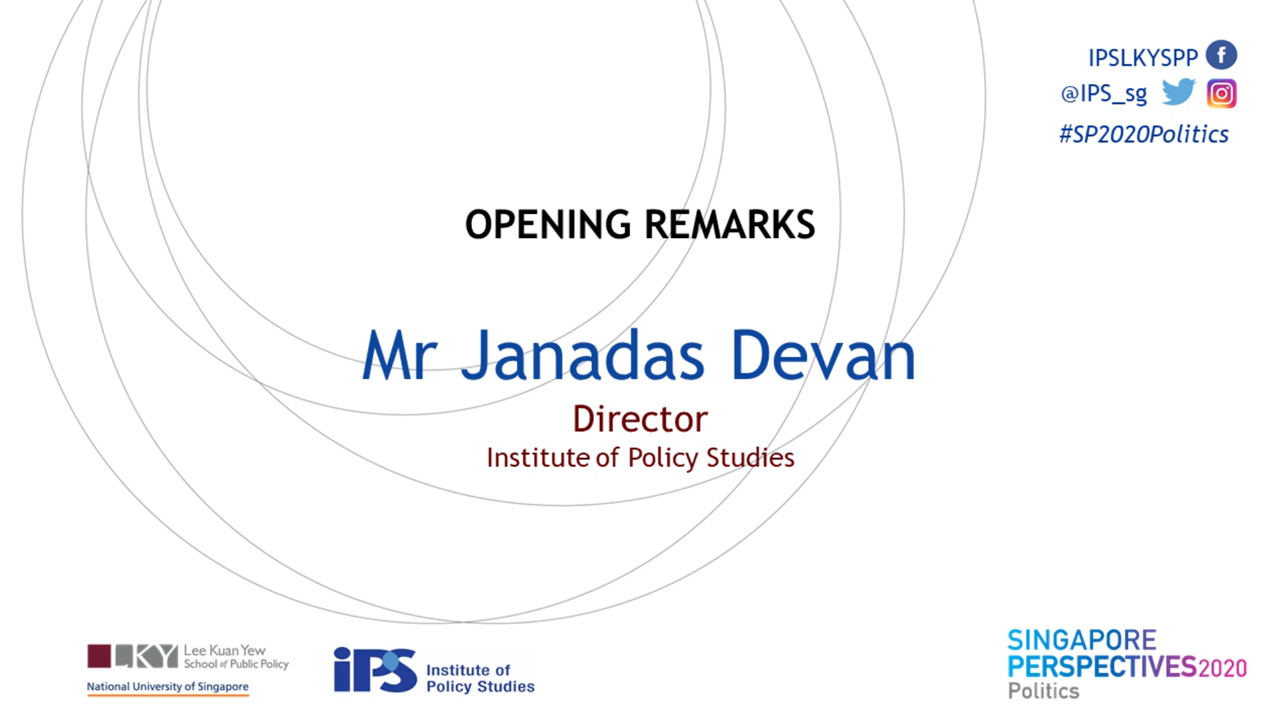 IPSLKYSPP f
@IPS_sg
#SP2020Politics
OPENING REMARKS
Mr Janadas Devan
Director
Institute of Policy Studies
LKY Lee Kuan Yew
School of Public Policy
National University of Singapore
iPS Institute of
Policy Studies
SINGAPORE
PERSPECTIVES2020
Politics